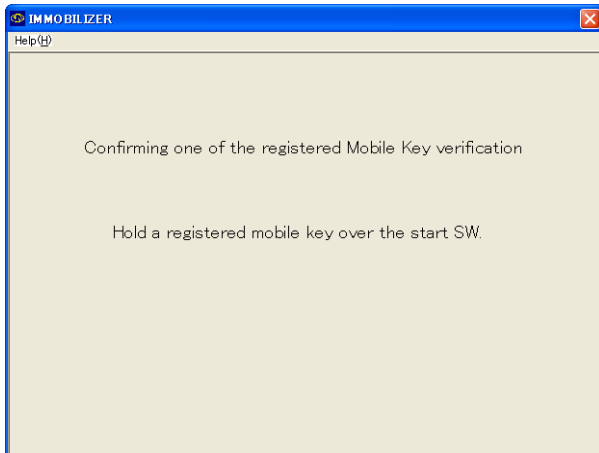 IMMOBILIZER
Help(H)
Confirming one of the registered Mobile Key verification
Hold a registered mobile key over the start SW.